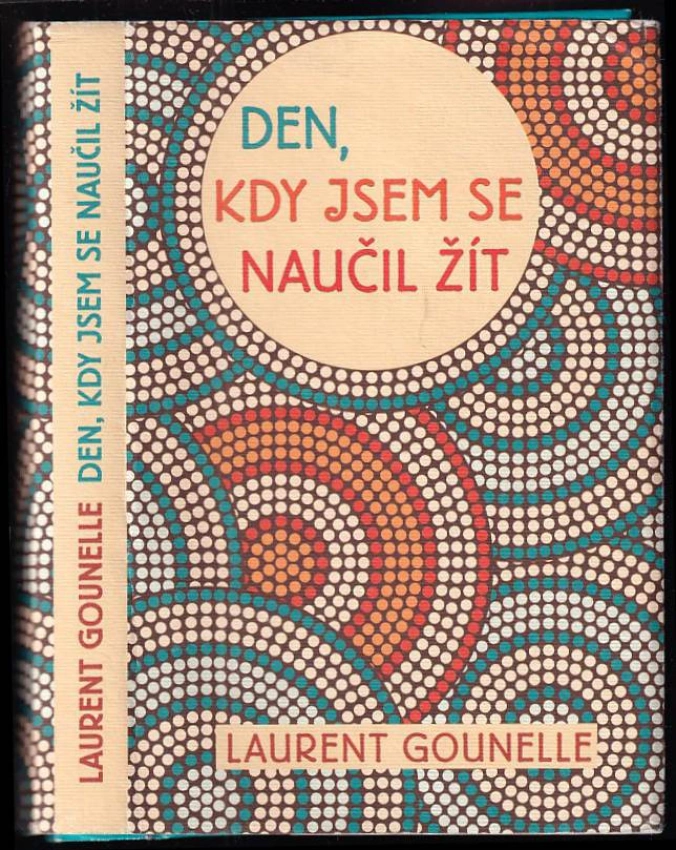 DEN,
KDY JSEM SE
NAUČIL ŽÍT
LAURENT GOUNELLE
LAURENT GOUNELLE DEN, KDY JSEM SE NAUČIL ŽÍT